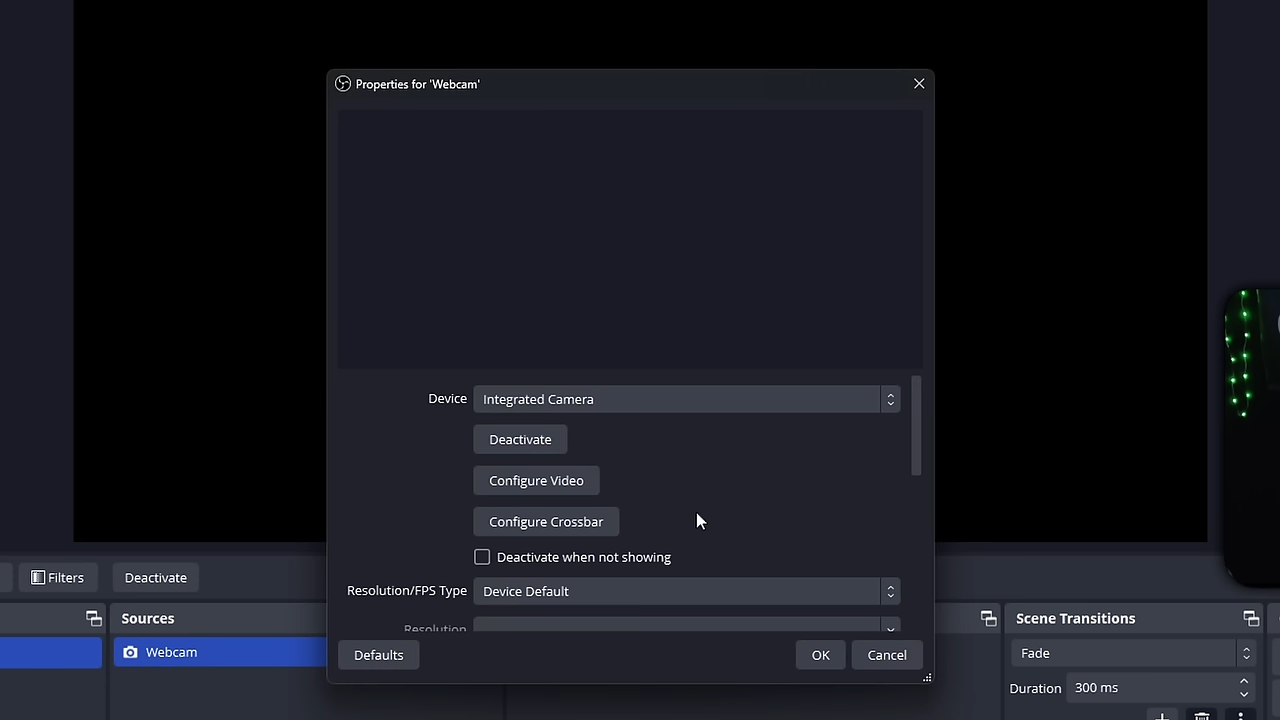 Properties for 'Webcam'
Device
Integrated Camera
Deactivate
Configure Video
Configure Crossbar
Deactivate when not showing
Resolution/FPS Type
Device Default
Resolution
Defaults
OK
Cancel
Filters
Deactivate
Sources
Scene Transitions
Webcam
Fade
Duration
300 ms